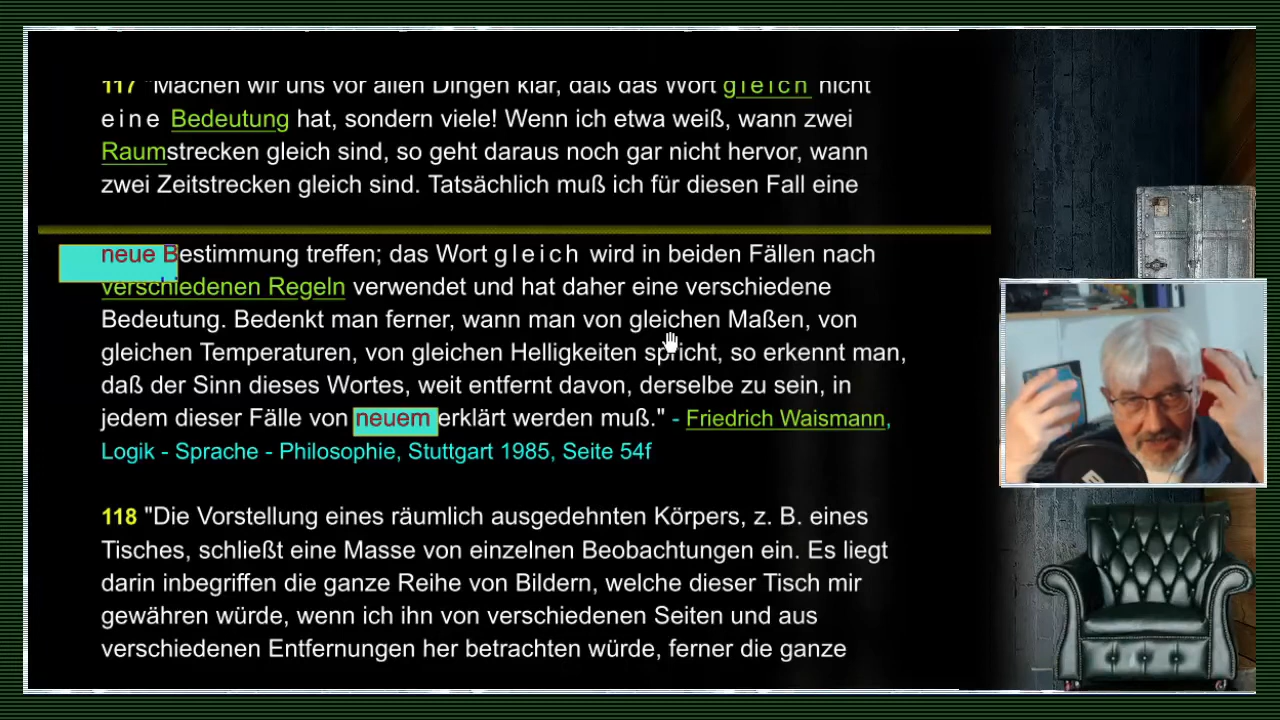 117 "Machen wir uns vor allen Dingen klar, daß das Wort gleich nicht
eine Bedeutung hat, sondern viele! Wenn ich etwa weiß, wann zwei
Raumstrecken gleich sind, so geht daraus noch gar nicht hervor, wann
zwei Zeitstrecken gleich sind. Tatsächlich muß ich für diesen Fall eine
neue Bestimmung treffen; das Wort gleich wird in beiden Fällen nach
verschiedenen Regeln verwendet und hat daher eine verschiedene
Bedeutung. Bedenkt man ferner, wann man von gleichen Maßen, von
gleichen Temperaturen, von gleichen Helligkeiten spricht, so erkennt man,
daß der Sinn dieses Wortes, weit entfernt davon, derselbe zu sein, in
jedem dieser Fälle von neuem erklärt werden muß." - Friedrich Waismann,
Logik - Sprache - Philosophie, Stuttgart 1985, Seite 54f
118 "Die Vorstellung eines räumlich ausgedehnten Körpers, z. B. eines
Tisches, schließt eine Masse von einzelnen Beobachtungen ein. Es liegt
darin inbegriffen die ganze Reihe von Bildern, welche dieser Tisch mir
gewähren würde, wenn ich ihn von verschiedenen Seiten und aus
verschiedenen Entfernungen her betrachten würde, ferner die ganze